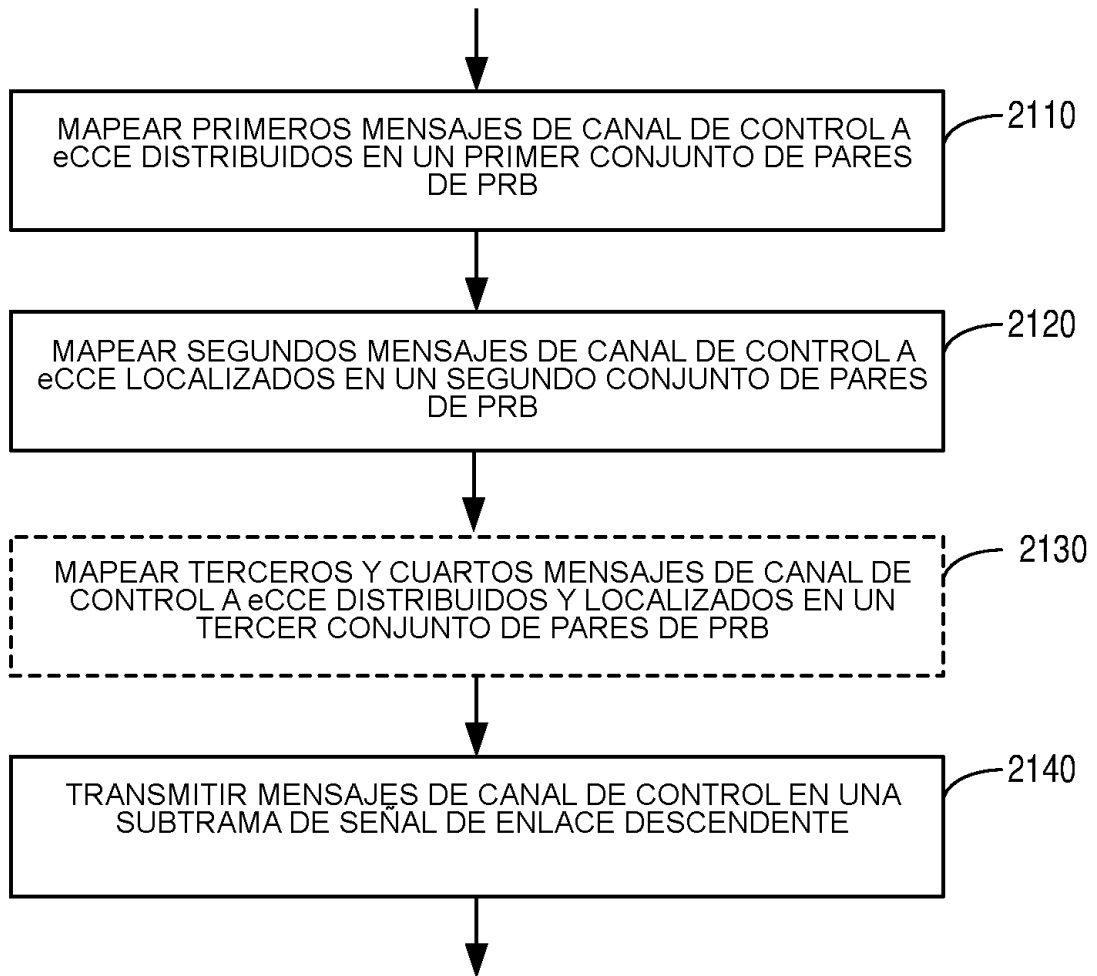 MAPEAR PRIMEROS MENSAJES DE CANAL DE CONTROL A
eCCE DISTRIBUIDOS EN UN PRIMER CONJUNTO DE PARES
DE PRB
2110
MAPEAR SEGUNDOS MENSAJES DE CANAL DE CONTROL A
eCCE LOCALIZADOS EN UN SEGUNDO CONJUNTO DE PARES
DE PRB
2120
MAPEAR TERCEROS Y CUARTOS MENSAJES DE CANAL DE
CONTROL A eCCE DISTRIBUIDOS Y LOCALIZADOS EN UN
TERCER CONJUNTO DE PARES DE PRB
2130
TRANSMITIR MENSAJES DE CANAL DE CONTROL EN UNA
SUBTRAMA DE SEÑAL DE ENLACE DESCENDENTE
2140